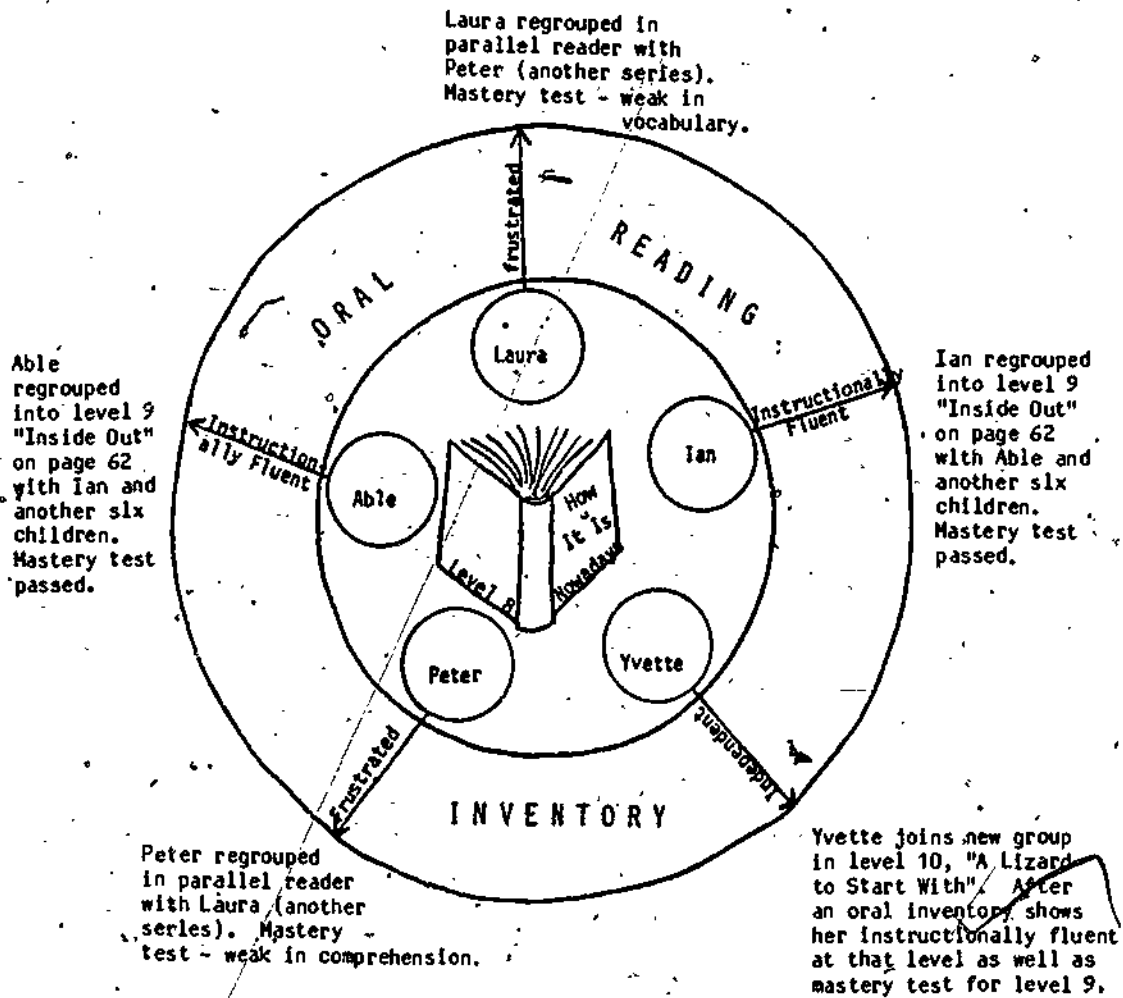 Laura regrouped in
parallel reader with
Peter (another series).
Mastery test - weak in
vocabulary.
frustrated
ORAL
READING
Laura
Able
regrouped
into level 9
"Inside Out"
on page 62
with Ian and
another six
children.
Mastery test
passed.
Instruction-
ally Fluent
Able
Ian
Instructionally
Fluent
Ian regrouped
into level 9
"Inside Out"
on page 62
with Able and
another six
children.
Mastery test
passed.
Level 8
How
It is
Nowadays
Peter
Yvette
frustrated
Independent
INVENTORY
Peter regrouped
in parallel reader
with Laura (another
series). Mastery
test - weak in comprehension.
Yvette joins new group
in level 10, "A Lizard
to Start With". After
an oral inventory shows
her instructionally fluent
at that level as well as
mastery test for level 9.